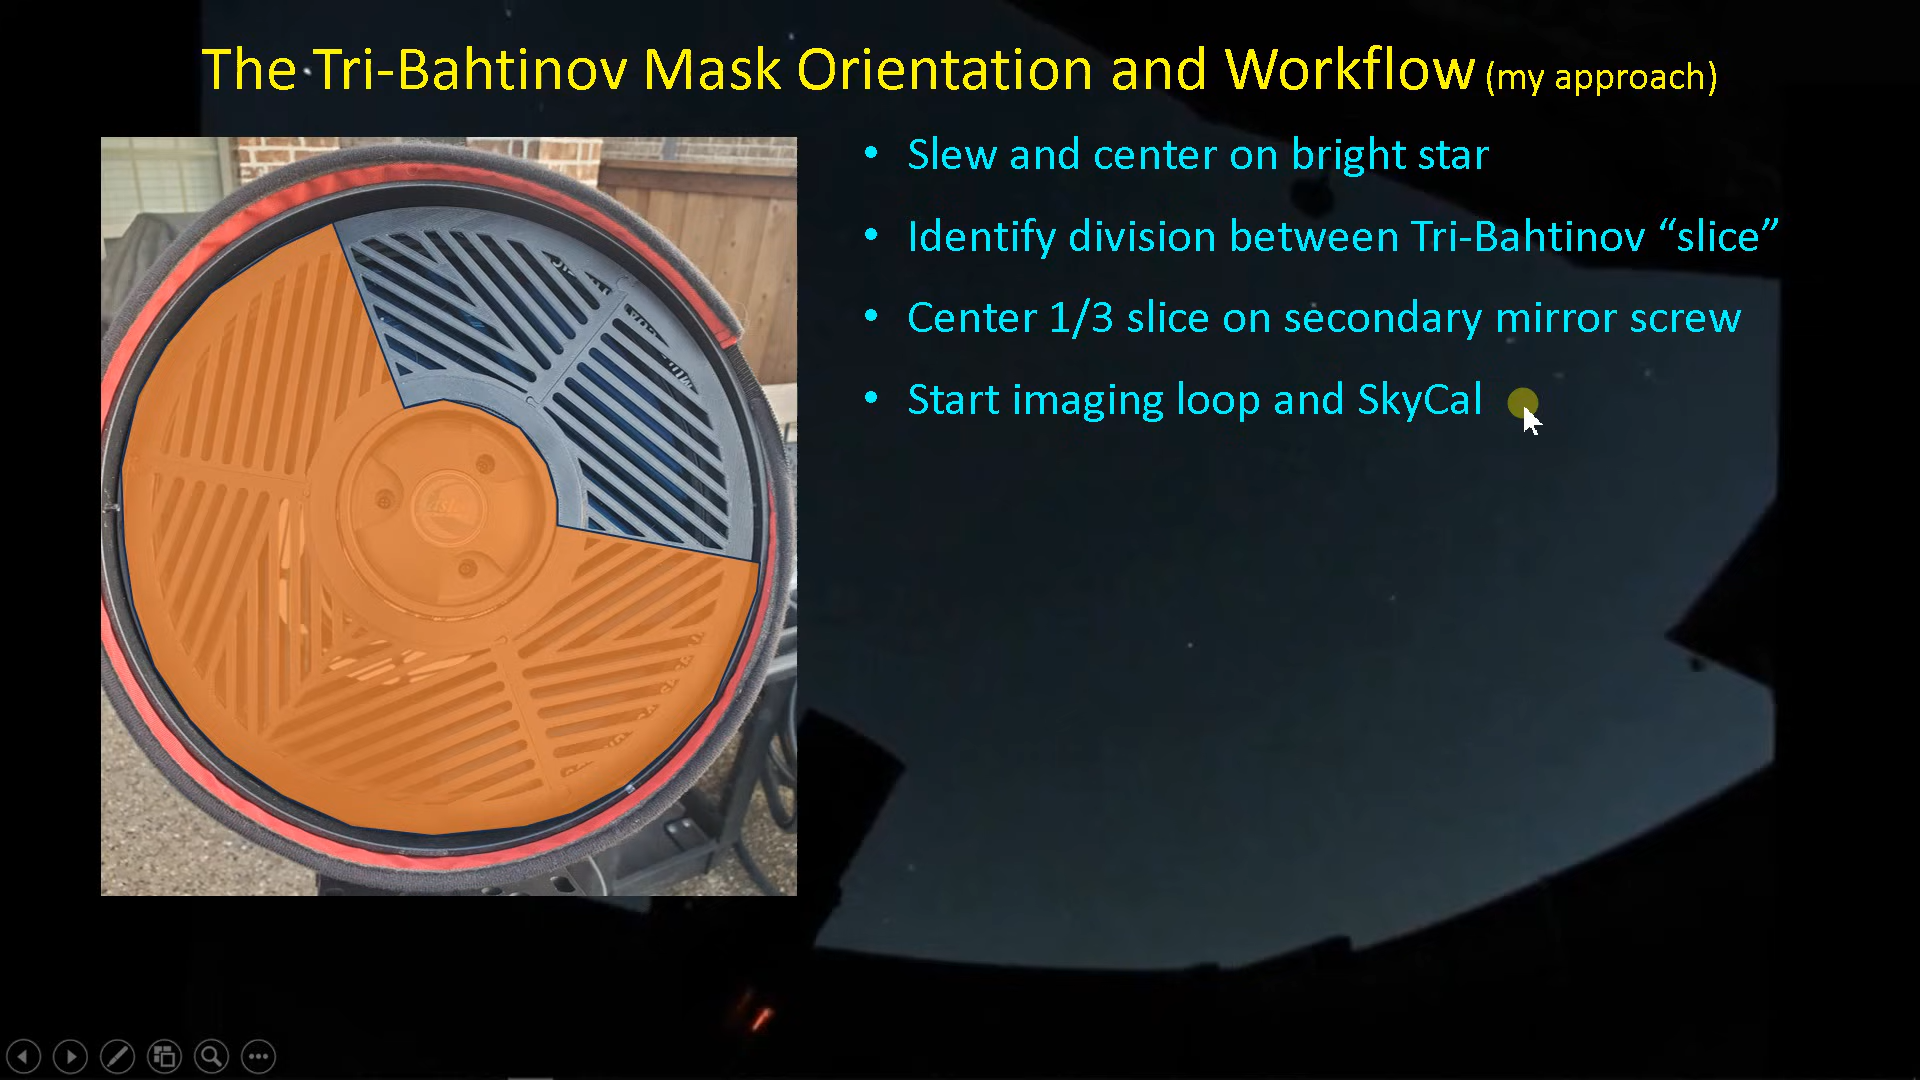 The Tri-Bahtinov Mask Orientation and Workflow (my approach)
• Slew and center on bright star
• Identify division between Tri-Bahtinov “slice”
• Center 1/3 slice on secondary mirror screw
• Start imaging loop and SkyCal